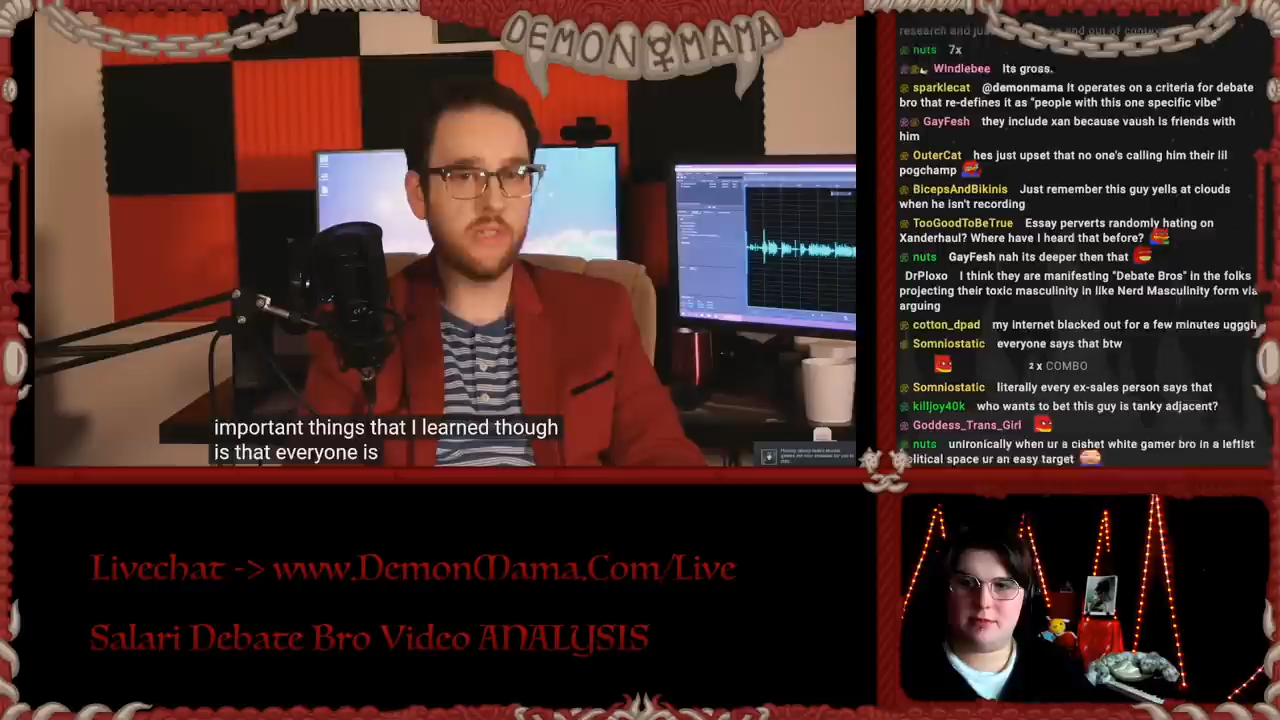 DEMON MAMA
important things that I learned though
is that everyone is
nuts 7x
Windlebee Its gross.
sparklecat @demonmama It operates on a criteria for debate
bro that re-defines it as "people with this one specific vibe"
GayFesh they include xan because vaush is friends with
him
OuterCat hes just upset that no one's calling him their lil
pogchamp
BicepsAndBikinis Just remember this guy yells at clouds
when he isn't recording
TooGoodToBeTrue Essay perverts randomly hating on
Xanderhaul? Where have I heard that before?
nuts GayFesh nah its deeper then that
DrPloxo I think they are manifesting "Debate Bros" in the folks
projecting their toxic masculinity in like Nerd Masculinity form via
arguing
cotton_dpad my internet blacked out for a few minutes ugggh
Somniostatic everyone says that btw
2 x COMBO
Somniostatic literally every ex-sales person says that
killjoy40k who wants to bet this guy is tanky adjacent?
Goddess_Trans_Girl
nuts unironically when ur a cishet white gamer bro in a leftist
political space ur an easy target
Livechat -> www.DemonMama.Com/Live
Salari Debate Bro Video ANALYSIS